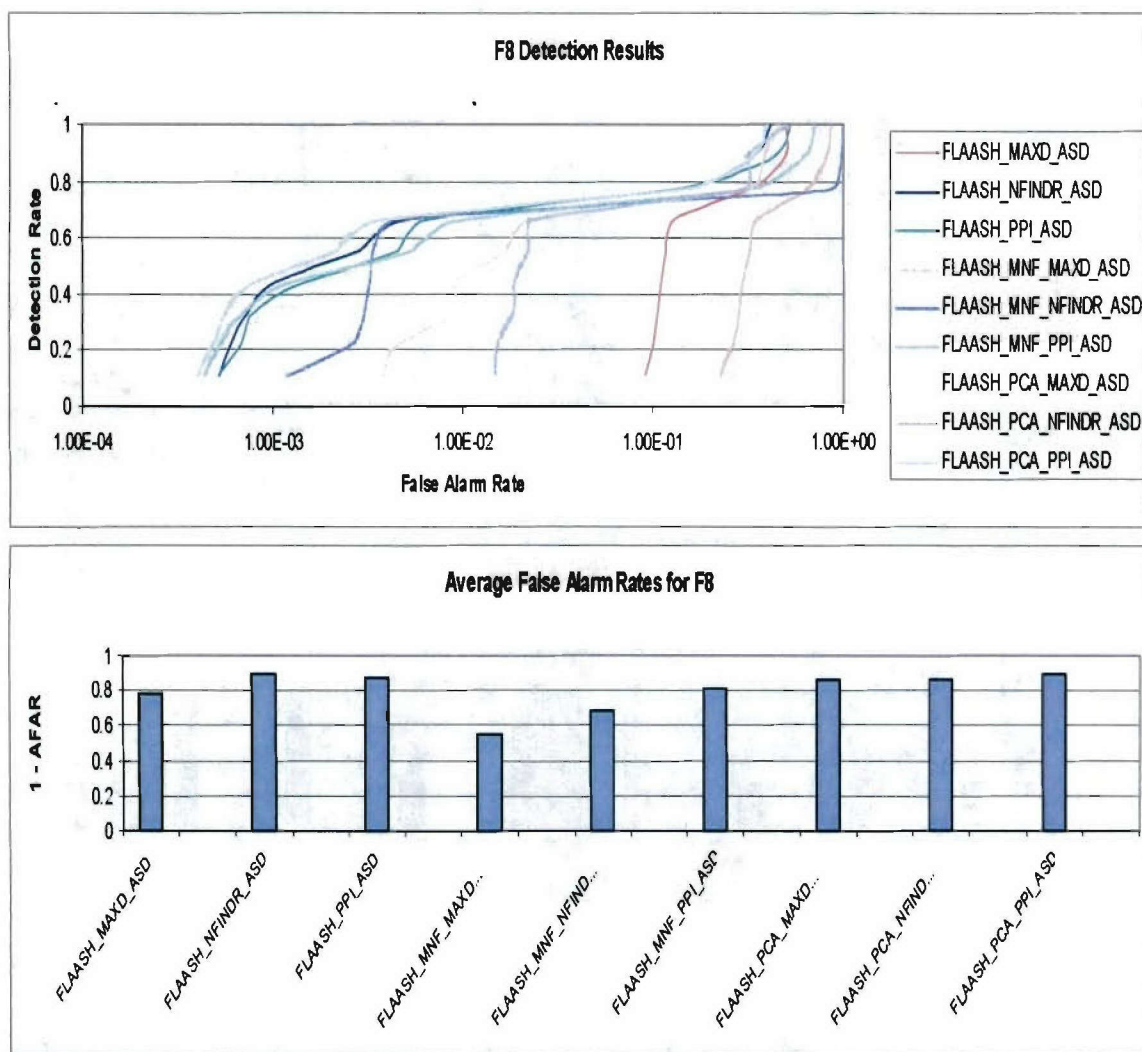 F8 Detection Results
Detection Rate
1
0.8
0.6
0.4
0.2
0
1.00E-04
1.00E-03
1.00E-02
1.00E-01
1.00E+00
False Alarm Rate
FLAASH_MAXD_ASD
FLAASH_NFINDR_ASD
FLAASH_PPI_ASD
FLAASH_MNF_MAXD_ASD
FLAASH_MNF_NFINDR_ASD
FLAASH_MNF_PPI_ASD
FLAASH_PCA_MAXD_ASD
FLAASH_PCA_NFINDR_ASD
FLAASH_PCA_PPI_ASD
Average False Alarm Rates for F8
1 - AFAR
1
0.8
0.6
0.4
0.2
0
FLAASH_MAXD_ASD
FLAASH_NFINDR_ASD
FLAASH_PPI_ASD
FLAASH_MNF_MAXD...
FLAASH_MNF_NFIND...
FLAASH_MNF_PPI_ASD
FLAASH_PCA_MAXD...
FLAASH_PCA_NFIND...
FLAASH_PCA_PPI_ASD